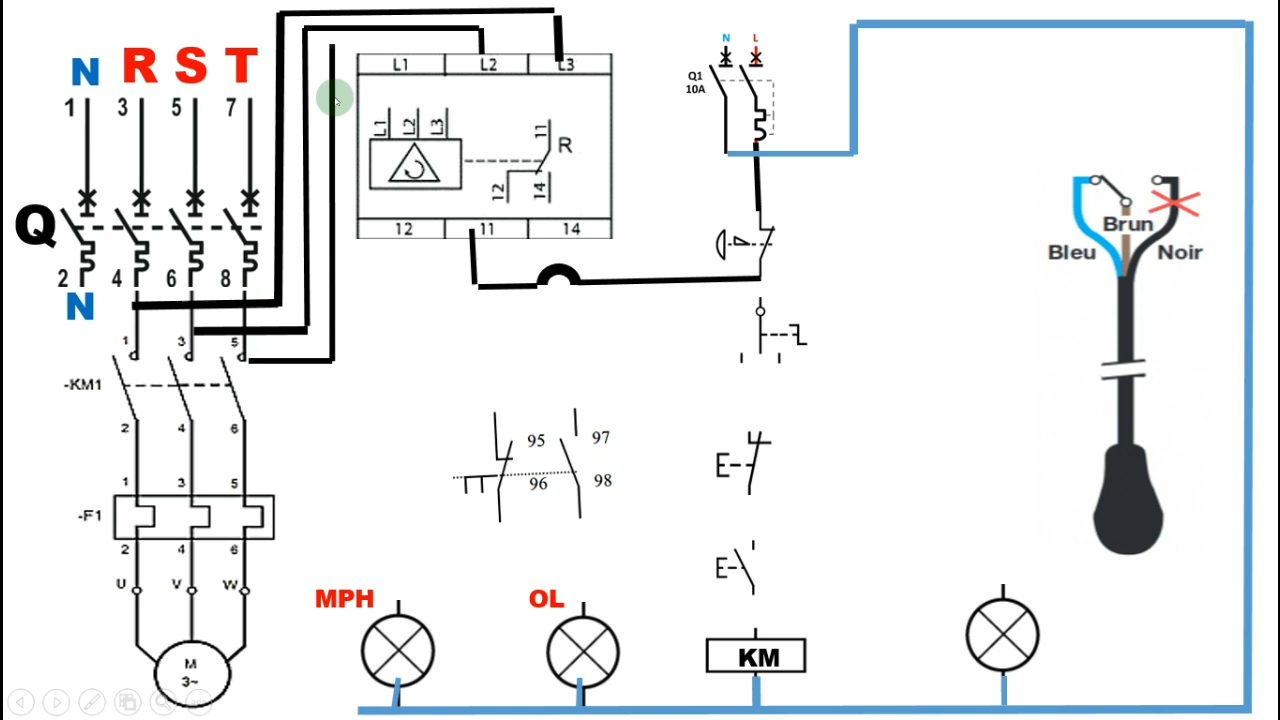 N R S T
1 3 5 7
Q
2 4 6 8
N
1 3 5
-KM1
2 4 6
1 3 5
-F1
2 4 6
U V W
M
3~
L1 L2 L3
L1 L2 L3
11
R
12 14
12 11 14
N L
Q1
10A
95 97
96 98
MPH
OL
KM
Brun
Bleu Noir